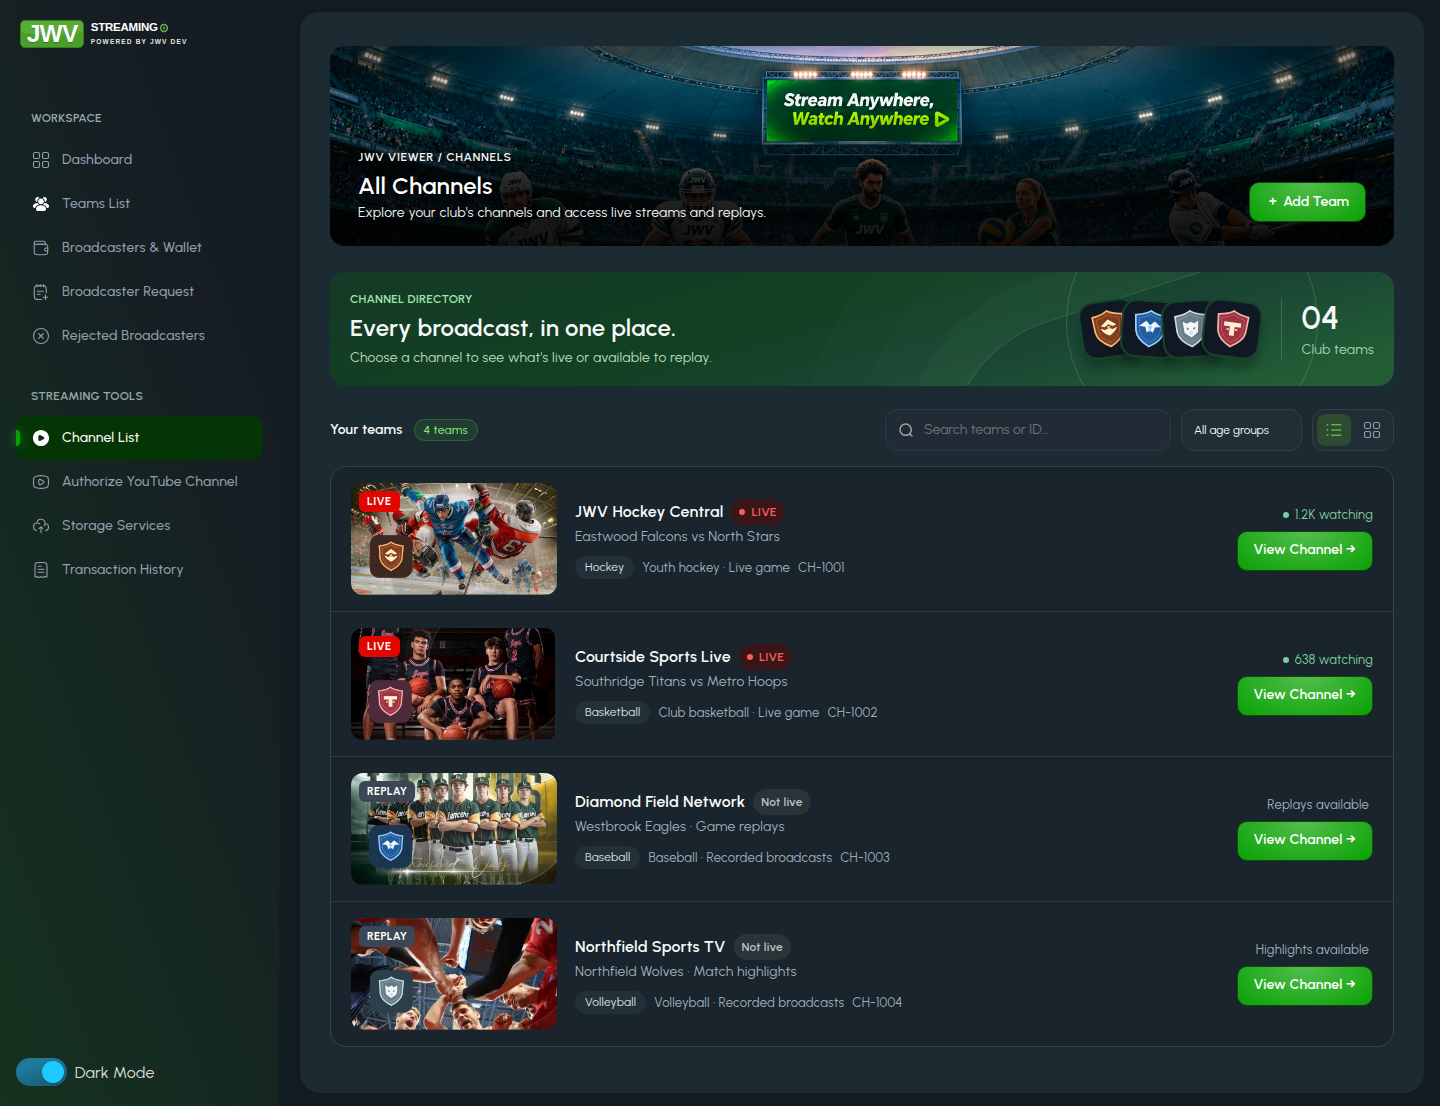 JWV STREAMING
POWERED BY JWV DEV
WORKSPACE
Dashboard
Teams List
Broadcasters & Wallet
Broadcaster Request
Rejected Broadcasters
STREAMING TOOLS
Channel List
Authorize YouTube Channel
Storage Services
Transaction History
Dark Mode
Stream Anywhere,
Watch Anywhere
JWV VIEWER / CHANNELS
All Channels
Explore your club's channels and access live streams and replays.
+ Add Team
CHANNEL DIRECTORY
Every broadcast, in one place.
Choose a channel to see what's live or available to replay.
04
Club teams
Your teams
4 teams
Search teams or ID...
All age groups
LIVE
JWV Hockey Central
LIVE
Eastwood Falcons vs North Stars
Hockey
Youth hockey · Live game CH-1001
1.2K watching
View Channel →
LIVE
Courtside Sports Live
LIVE
Southridge Titans vs Metro Hoops
Basketball
Club basketball · Live game CH-1002
638 watching
View Channel →
REPLAY
Diamond Field Network
Not live
Westbrook Eagles · Game replays
Baseball
Baseball · Recorded broadcasts CH-1003
Replays available
View Channel →
REPLAY
Northfield Sports TV
Not live
Northfield Wolves · Match highlights
Volleyball
Volleyball · Recorded broadcasts CH-1004
Highlights available
View Channel →